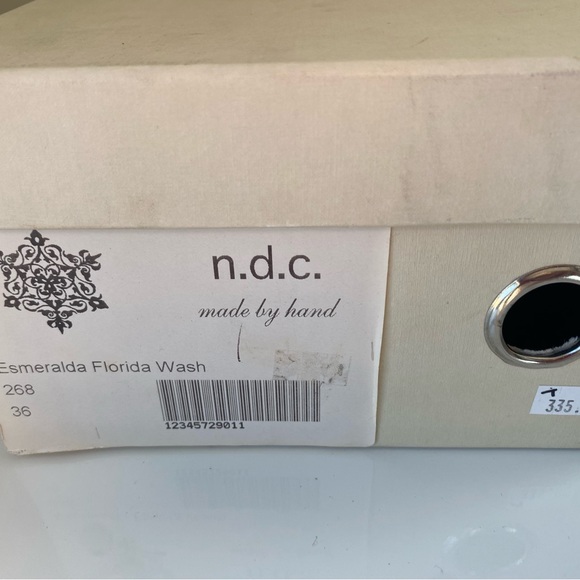 n.d.c.
made by hand
Esmeralda Florida Wash
268
36
12345729011
335.